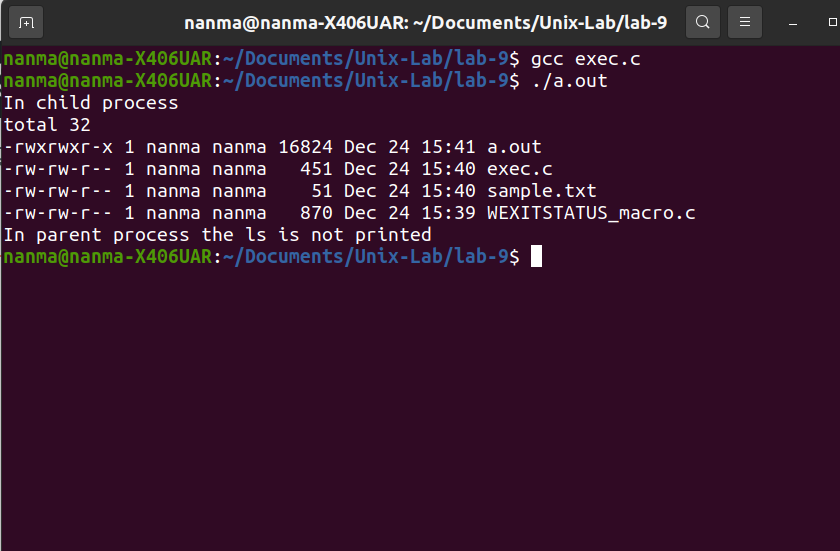 nanma@nanma-X406UAR: ~/Documents/Unix-Lab/lab-9
nanma@nanma-X406UAR:~/Documents/Unix-Lab/lab-9$ gcc exec.c
nanma@nanma-X406UAR:~/Documents/Unix-Lab/lab-9$ ./a.out
In child process
total 32
-rwxrwxr-x 1 nanma nanma 16824 Dec 24 15:41 a.out
-rw-rw-r-- 1 nanma nanma   451 Dec 24 15:40 exec.c
-rw-rw-r-- 1 nanma nanma    51 Dec 24 15:40 sample.txt
-rw-rw-r-- 1 nanma nanma   870 Dec 24 15:39 WEXITSTATUS_macro.c
In parent process the ls is not printed
nanma@nanma-X406UAR:~/Documents/Unix-Lab/lab-9$